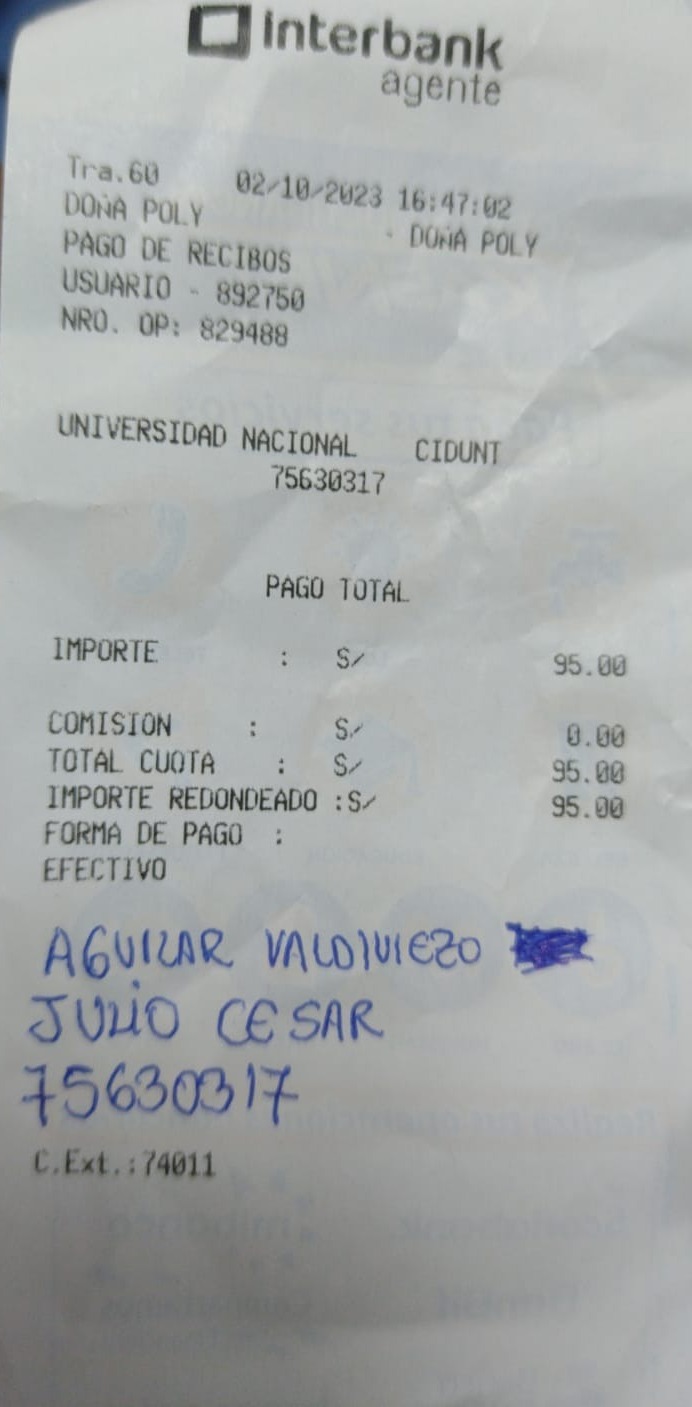 interbank
agente
Tra.60 02/10/2023 16:47:02
DOÑA POLY - DOÑA POLY
PAGO DE RECIBOS
USUARIO - 892750
NRO. OP: 829488
UNIVERSIDAD NACIONAL CIDUNT
75630317
PAGO TOTAL
IMPORTE : S/ 95.00
COMISION : S/ 0.00
TOTAL CUOTA : S/ 95.00
IMPORTE REDONDEADO :S/ 95.00
FORMA DE PAGO :
EFECTIVO
AGUILAR VALDIVIEZO
JULIO CESAR
75630317
C.Ext.:74011